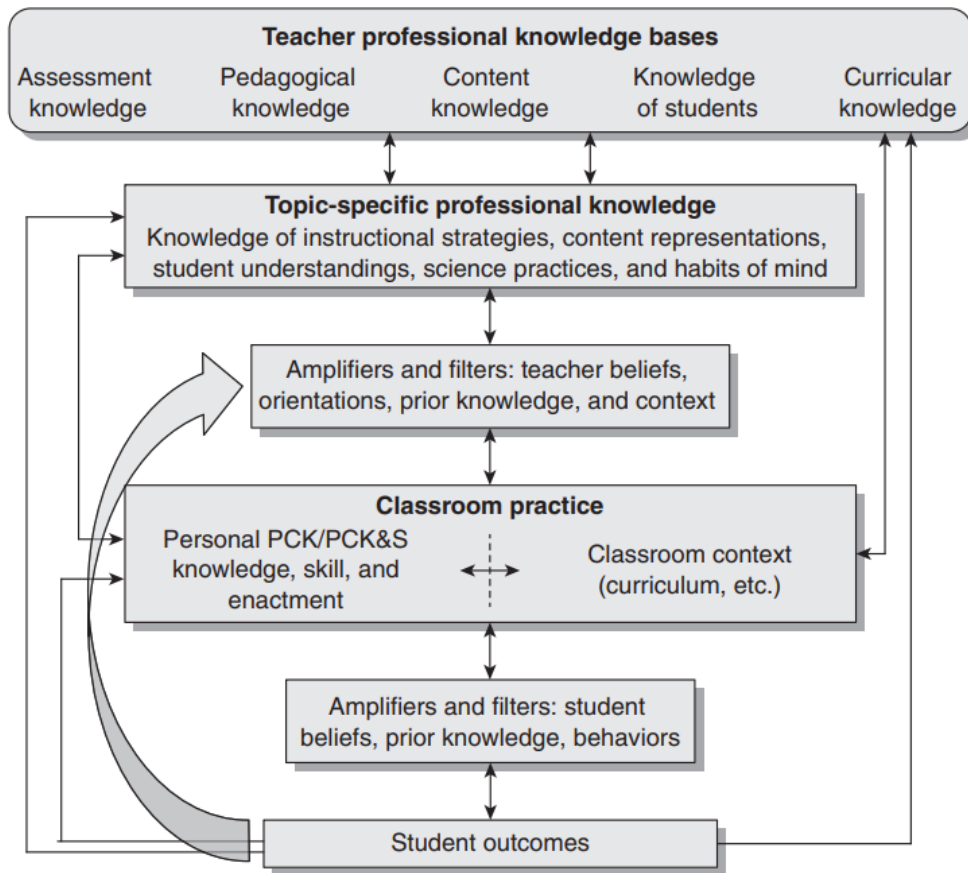 Teacher professional knowledge bases
Assessment knowledge
Pedagogical knowledge
Content knowledge
Knowledge of students
Curricular knowledge
Topic-specific professional knowledge
Knowledge of instructional strategies, content representations,
student understandings, science practices, and habits of mind
Amplifiers and filters: teacher beliefs,
orientations, prior knowledge, and context
Classroom practice
Personal PCK/PCK&S
knowledge, skill, and
enactment
Classroom context
(curriculum, etc.)
Amplifiers and filters: student
beliefs, prior knowledge, behaviors
Student outcomes